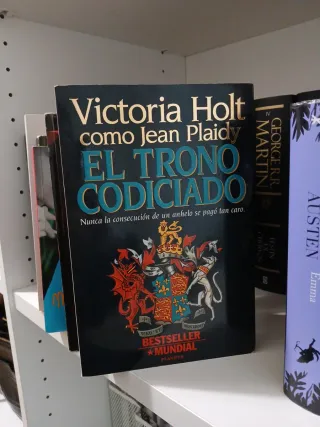 Victoria Holt
como Jean Plaidy
EL TRONO
CODICIADO
Nunca la consecución de un anhelo se pagó tan caro.
BESTSELLER
MUNDIAL
GEORGE R. R.
MARTIN
AUSTEN
Emma